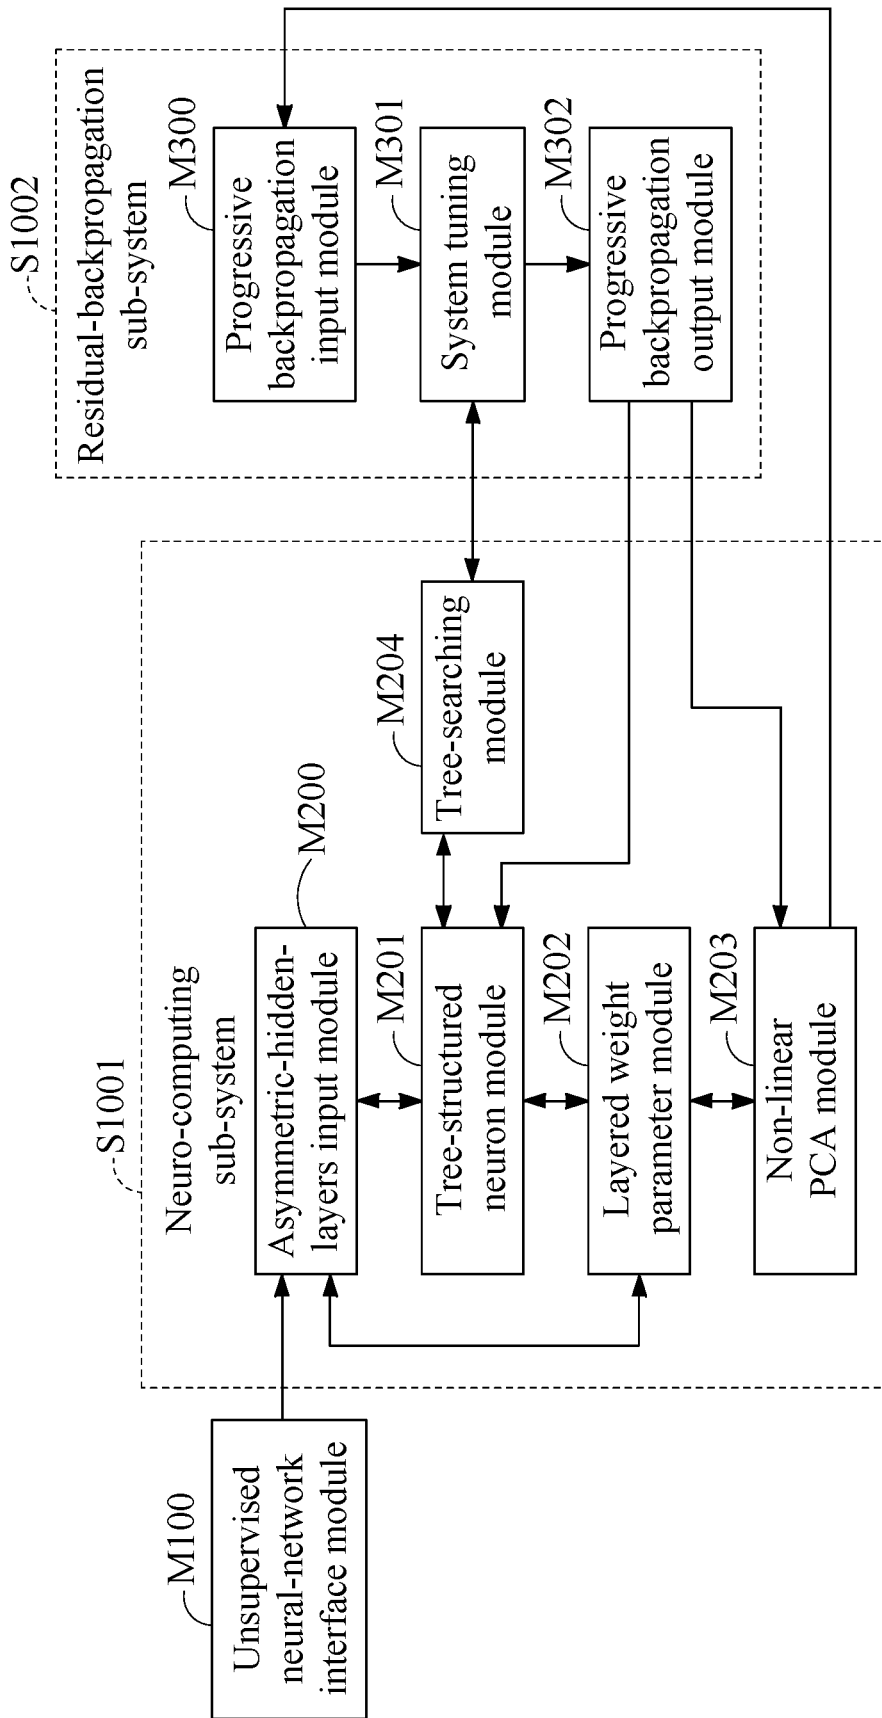 M100
Unsupervised
neural-network
interface module
S1001
Neuro-computing
sub-system
M200
Asymetric-hidden-
layers input module
M201
Tree-structured
neuron module
M202
Layered weight
parameter module
M203
Non-linear
PCA module
M204
Tree-searching
module
S1002
Residual-backpropagation
sub-system
M300
Progressive
backpropagation
input module
M301
System tuning
module
M302
Progressive
backpropagation
output module